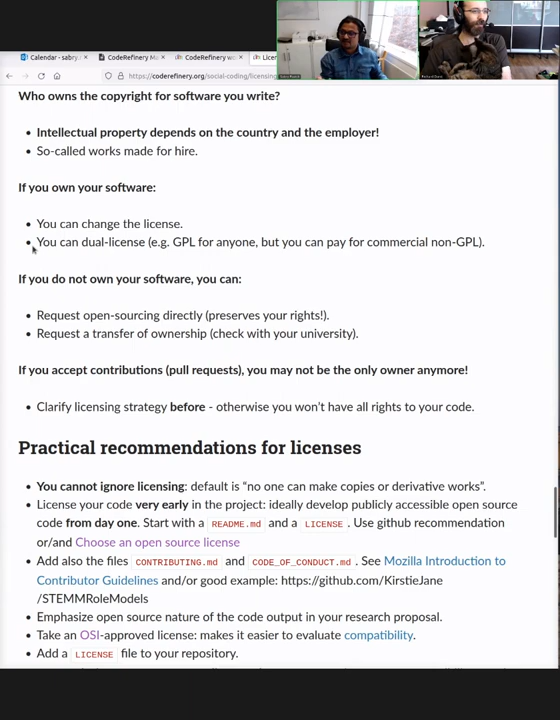 Calendar - sabry.
CodeRefinery M
CodeRefinery wo
Licen
https://coderefinery.org/social-coding/licensing
Who owns the copyright for software you write?
• Intellectual property depends on the country and the employer!
• So-called works made for hire.
If you own your software:
• You can change the license.
• You can dual-license (e.g. GPL for anyone, but you can pay for commercial non-GPL).
If you do not own your software, you can:
• Request open-sourcing directly (preserves your rights!).
• Request a transfer of ownership (check with your university).
If you accept contributions (pull requests), you may not be the only owner anymore!
• Clarify licensing strategy before - otherwise you won't have all rights to your code.
Practical recommendations for licenses
• You cannot ignore licensing: default is “no one can make copies or derivative works”.
• License your code very early in the project: ideally develop publicly accessible open source
code from day one. Start with a README.md and a LICENSE . Use github recommendation
or/and Choose an open source license
• Add also the files CONTRIBUTING.md and CODE_OF_CONDUCT.md . See Mozilla Introduction to
Contributor Guidelines and/or good example: https://github.com/KirstieJane
/STEMMRoleModels
• Emphasize open source nature of the code output in your research proposal.
• Take an OSI-approved license: makes it easier to evaluate compatibility.
• Add a LICENSE file to your repository.